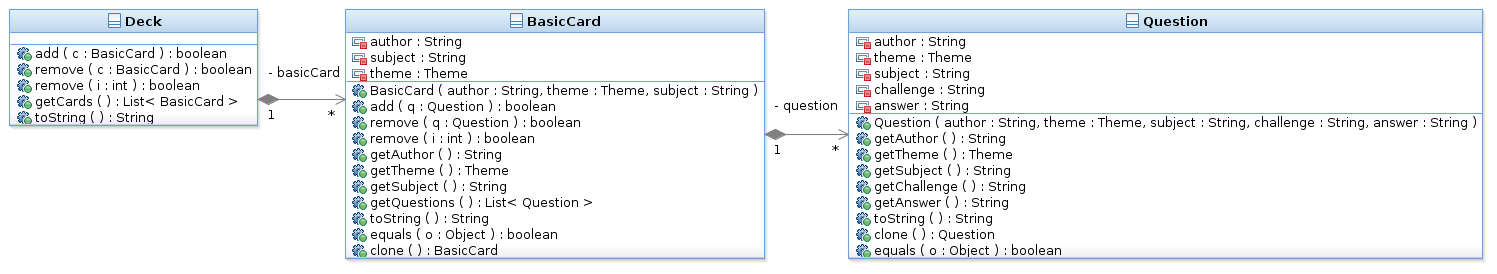 Deck
add ( c : BasicCard ) : boolean
remove ( c : BasicCard ) : boolean
remove ( i : int ) : boolean
getCards ( ) : List< BasicCard >
toString ( ) : String
- basicCard
1
*
BasicCard
author : String
subject : String
theme : Theme
BasicCard ( author : String, theme : Theme, subject : String )
add ( q : Question ) : boolean
remove ( q : Question ) : boolean
remove ( i : int ) : boolean
getAuthor ( ) : String
getTheme ( ) : Theme
getSubject ( ) : String
getQuestions ( ) : List< Question >
toString ( ) : String
equals ( o : Object ) : boolean
clone ( ) : BasicCard
- question
1
*
Question
author : String
theme : Theme
subject : String
challenge : String
answer : String
Question ( author : String, theme : Theme, subject : String, challenge : String, answer : String )
getAuthor ( ) : String
getTheme ( ) : Theme
getSubject ( ) : String
getChallenge ( ) : String
getAnswer ( ) : String
toString ( ) : String
clone ( ) : Question
equals ( o : Object ) : boolean